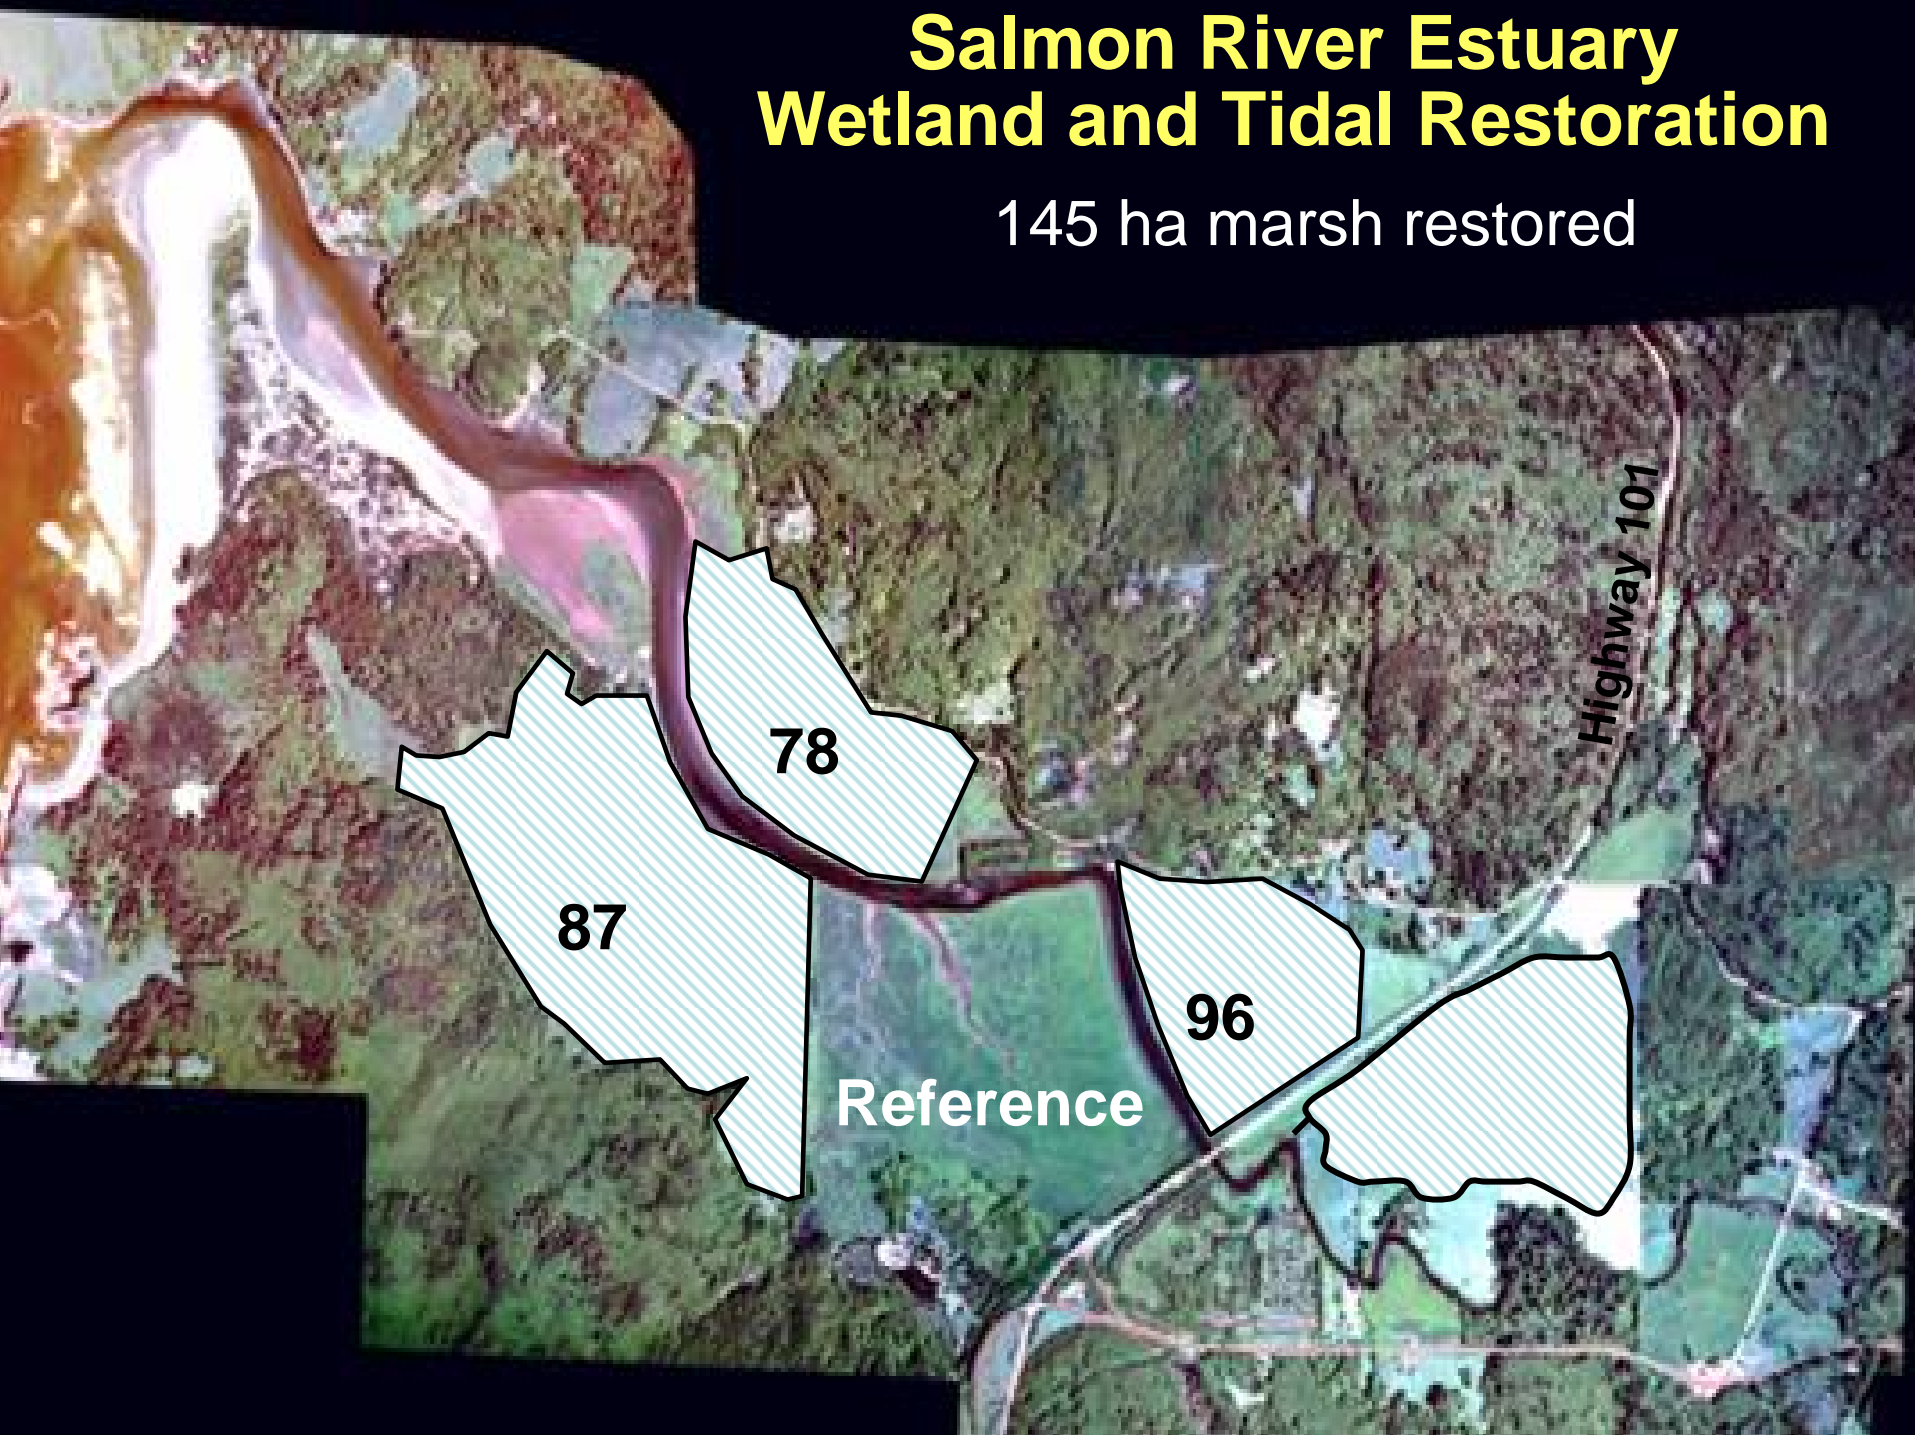 Salmon River Estuary
Wetland and Tidal Restoration
145 ha marsh restored
Highway 101
78
87
96
Reference